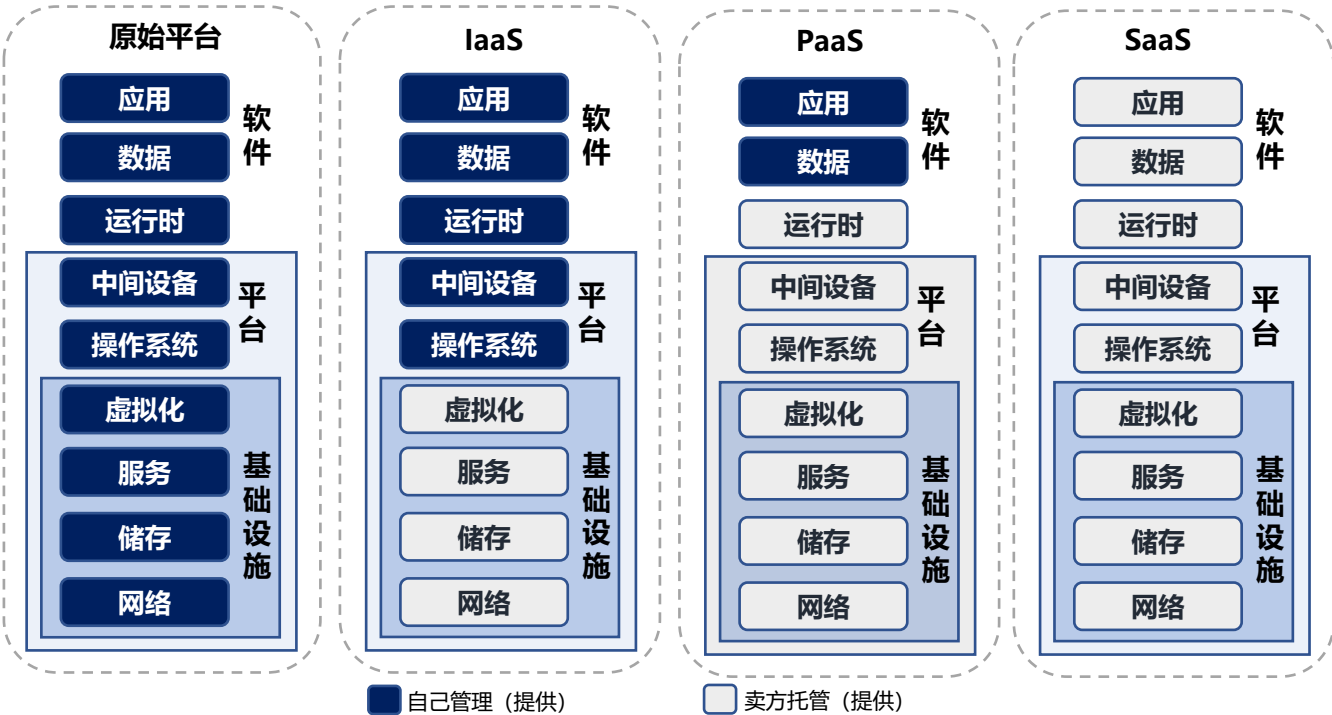 原始平台
应用
数据
软件
运行时
中间设备
操作系统
平台
虚拟化
服务
储存
网络
基础设施
IaaS
应用
数据
软件
运行时
中间设备
操作系统
平台
虚拟化
服务
储存
网络
基础设施
PaaS
应用
数据
软件
运行时
中间设备
操作系统
平台
虚拟化
服务
储存
网络
基础设施
SaaS
应用
数据
软件
运行时
中间设备
操作系统
平台
虚拟化
服务
储存
网络
基础设施
自己管理（提供）
卖方托管（提供）